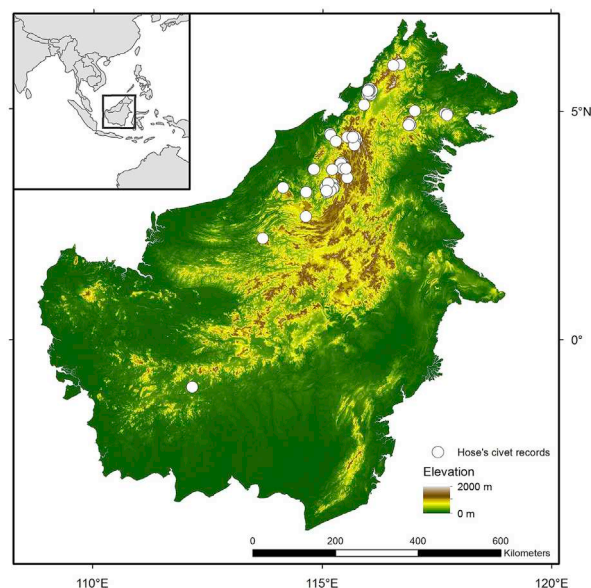 5°N
0°
Hose's civet records
Elevation
2000 m
0 m
0 200 400 600
Kilometers
110°E 115°E 120°E